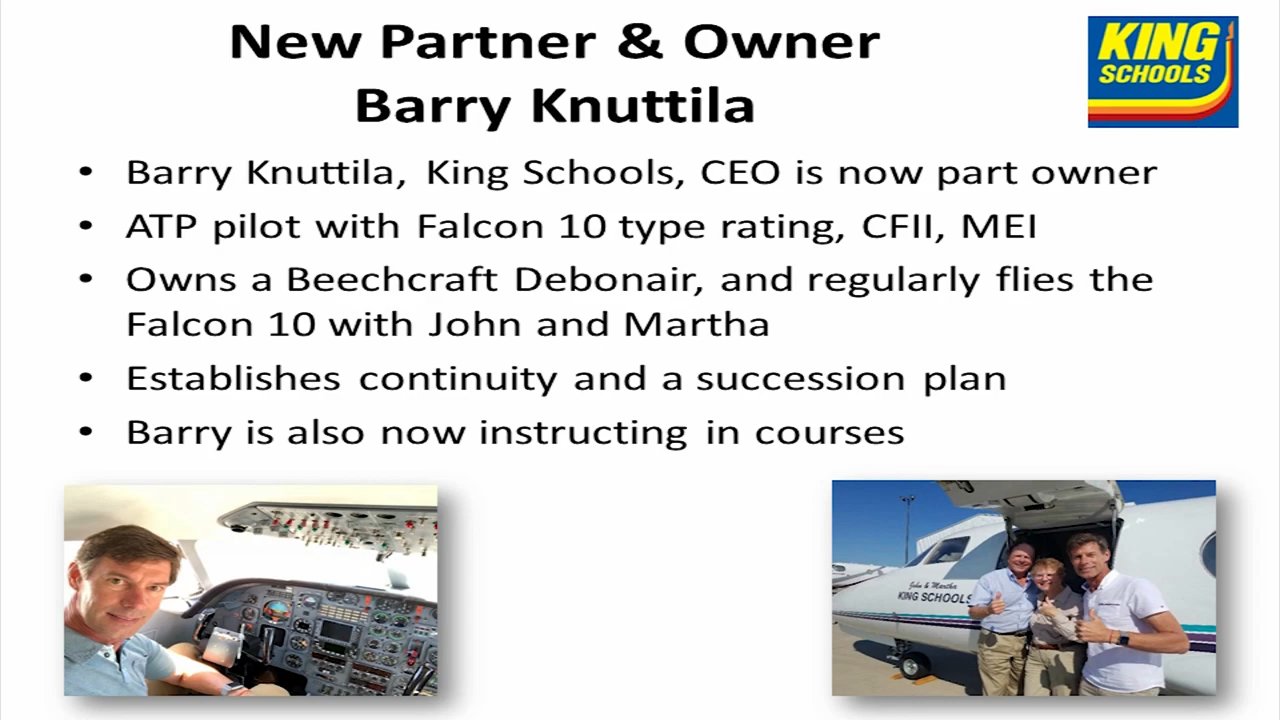 New Partner & Owner
Barry Knuttila
KING
SCHOOLS
• Barry Knuttila, King Schools, CEO is now part owner
• ATP pilot with Falcon 10 type rating, CFII, MEI
• Owns a Beechcraft Debonair, and regularly flies the
Falcon 10 with John and Martha
• Establishes continuity and a succession plan
• Barry is also now instructing in courses
John & Martha
KING SCHOOLS